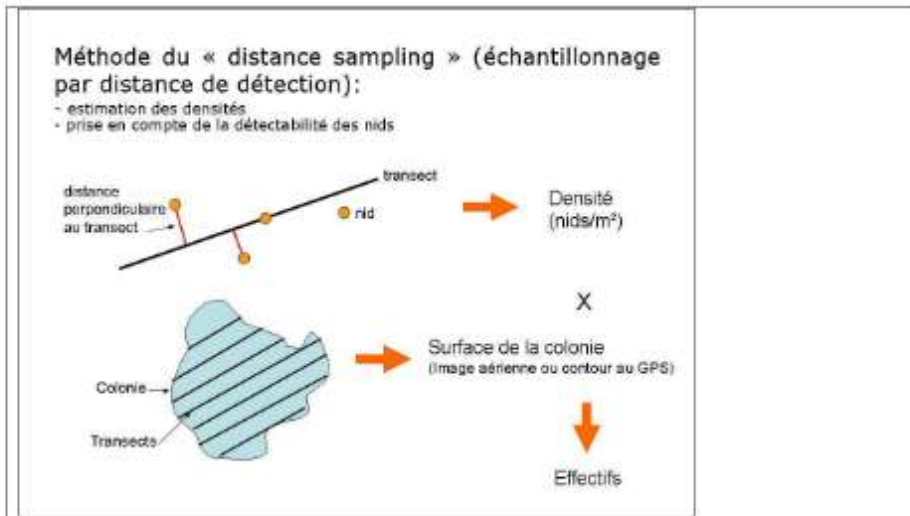 Méthode du « distance sampling » (échantillonnage
par distance de détection):
- estimation des densités
- prise en compte de la détectabilité des nids
transect
distance
perpendiculaire
au transect
nid
Densité
(nids/m²)
X
Surface de la colonie
(Image aérienne ou contour au GPS)
Colonie
Transects
Effectifs